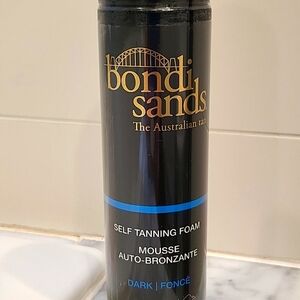 bondi
sands
The Australian tan
SELF TANNING FOAM
MOUSSE
AUTO-BRONZANTE
DARK | FONCÉ